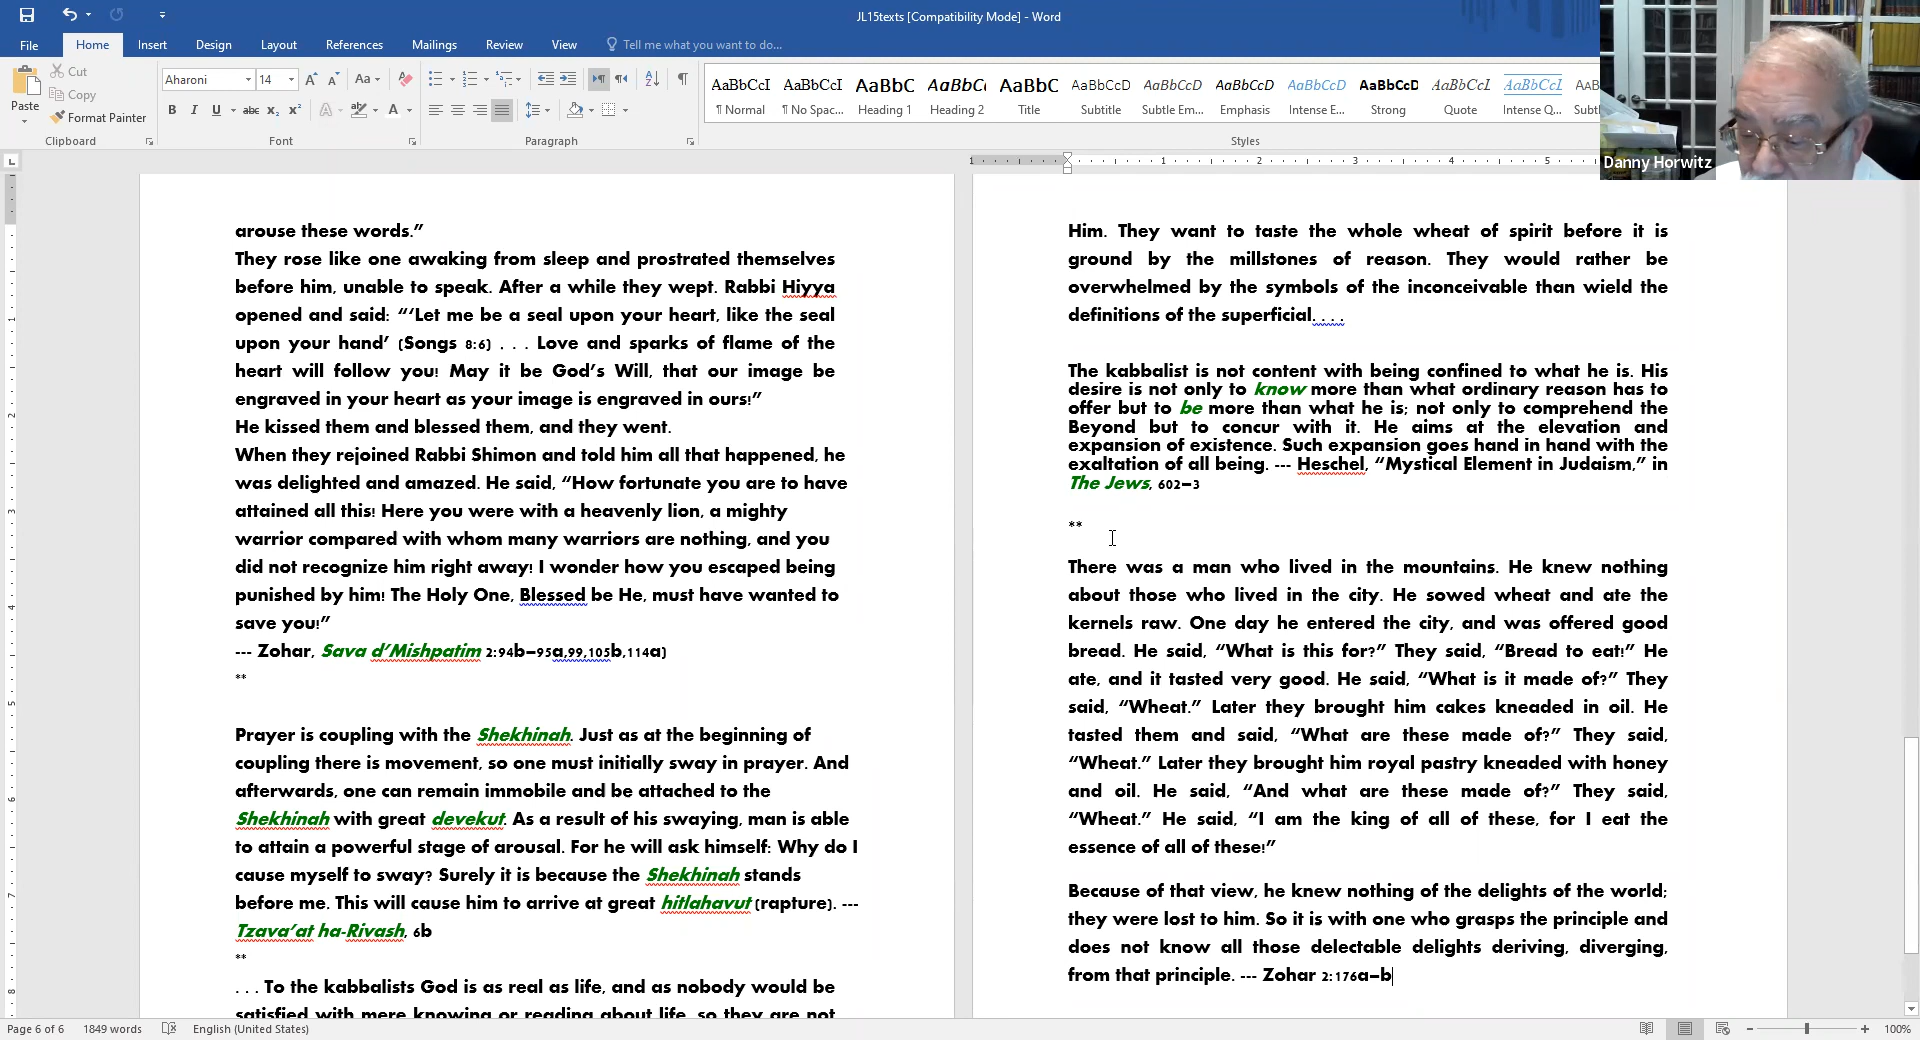 JL15texts [Compatibility Mode] - Word
File Home Insert Design Layout References Mailings Review View Tell me what you want to do...
Paste
Cut
Copy
Format Painter
Clipboard
Aharoni 14
Font
Paragraph
AaBbCcI AaBbCcI AaBbC AaBbCc AaBbC AaBbCcD AaBbCcD AaBbCcD AaBbCcD AaBbCcD AaBbCcI AaBbCcI
¶ Normal ¶ No Spac... Heading 1 Heading 2 Title Subtitle Subtle Em... Emphasis Intense E... Strong Quote Intense Q...
Styles
Danny Horwitz
arouse these words.”
They rose like one awaking from sleep and prostrated themselves
before him, unable to speak. After a while they wept. Rabbi Hiyya
opened and said: “‘Let me be a seal upon your heart, like the seal
upon your hand’ (Songs 8:6) . . . Love and sparks of flame of the
heart will follow you! May it be God’s Will, that our image be
engraved in your heart as your image is engraved in ours!”
He kissed them and blessed them, and they went.
When they rejoined Rabbi Shimon and told him all that happened, he
was delighted and amazed. He said, “How fortunate you are to have
attained all this! Here you were with a heavenly lion, a mighty
warrior compared with whom many warriors are nothing, and you
did not recognize him right away! I wonder how you escaped being
punished by him! The Holy One, Blessed be He, must have wanted to
save you!”
--- Zohar, Sava d’Mishpatim 2:94b–95a,99,105b,114a)
**
Prayer is coupling with the Shekhinah. Just as at the beginning of
coupling there is movement, so one must initially sway in prayer. And
afterwards, one can remain immobile and be attached to the
Shekhinah with great devekut. As a result of his swaying, man is able
to attain a powerful stage of arousal. For he will ask himself: Why do I
cause myself to sway? Surely it is because the Shekhinah stands
before me. This will cause him to arrive at great hitlahavut (rapture). ---
Tzava’at ha-Rivash, 6b
**
. . . To the kabbalists God is as real as life, and as nobody would be
satisfied with mere knowing or reading about life, so they are not
Him. They want to taste the whole wheat of spirit before it is
ground by the millstones of reason. They would rather be
overwhelmed by the symbols of the inconceivable than wield the
definitions of the superficial. . . .
The kabbalist is not content with being confined to what he is. His
desire is not only to know more than what ordinary reason has to
offer but to be more than what he is; not only to comprehend the
Beyond but to concur with it. He aims at the elevation and
expansion of existence. Such expansion goes hand in hand with the
exaltation of all being. --- Heschel, “Mystical Element in Judaism,” in
The Jews, 602–3
**
There was a man who lived in the mountains. He knew nothing
about those who lived in the city. He sowed wheat and ate the
kernels raw. One day he entered the city, and was offered good
bread. He said, “What is this for?” They said, “Bread to eat!” He
ate, and it tasted very good. He said, “What is it made of?” They
said, “Wheat.” Later they brought him cakes kneaded in oil. He
tasted them and said, “What are these made of?” They said,
“Wheat.” Later they brought him royal pastry kneaded with honey
and oil. He said, “And what are these made of?” They said,
“Wheat.” He said, “I am the king of all of these, for I eat the
essence of all of these!”
Because of that view, he knew nothing of the delights of the world;
they were lost to him. So it is with one who grasps the principle and
does not know all those delectable delights deriving, diverging,
from that principle. --- Zohar 2:176a–b
Page 6 of 6 1849 words English (United States) 100%